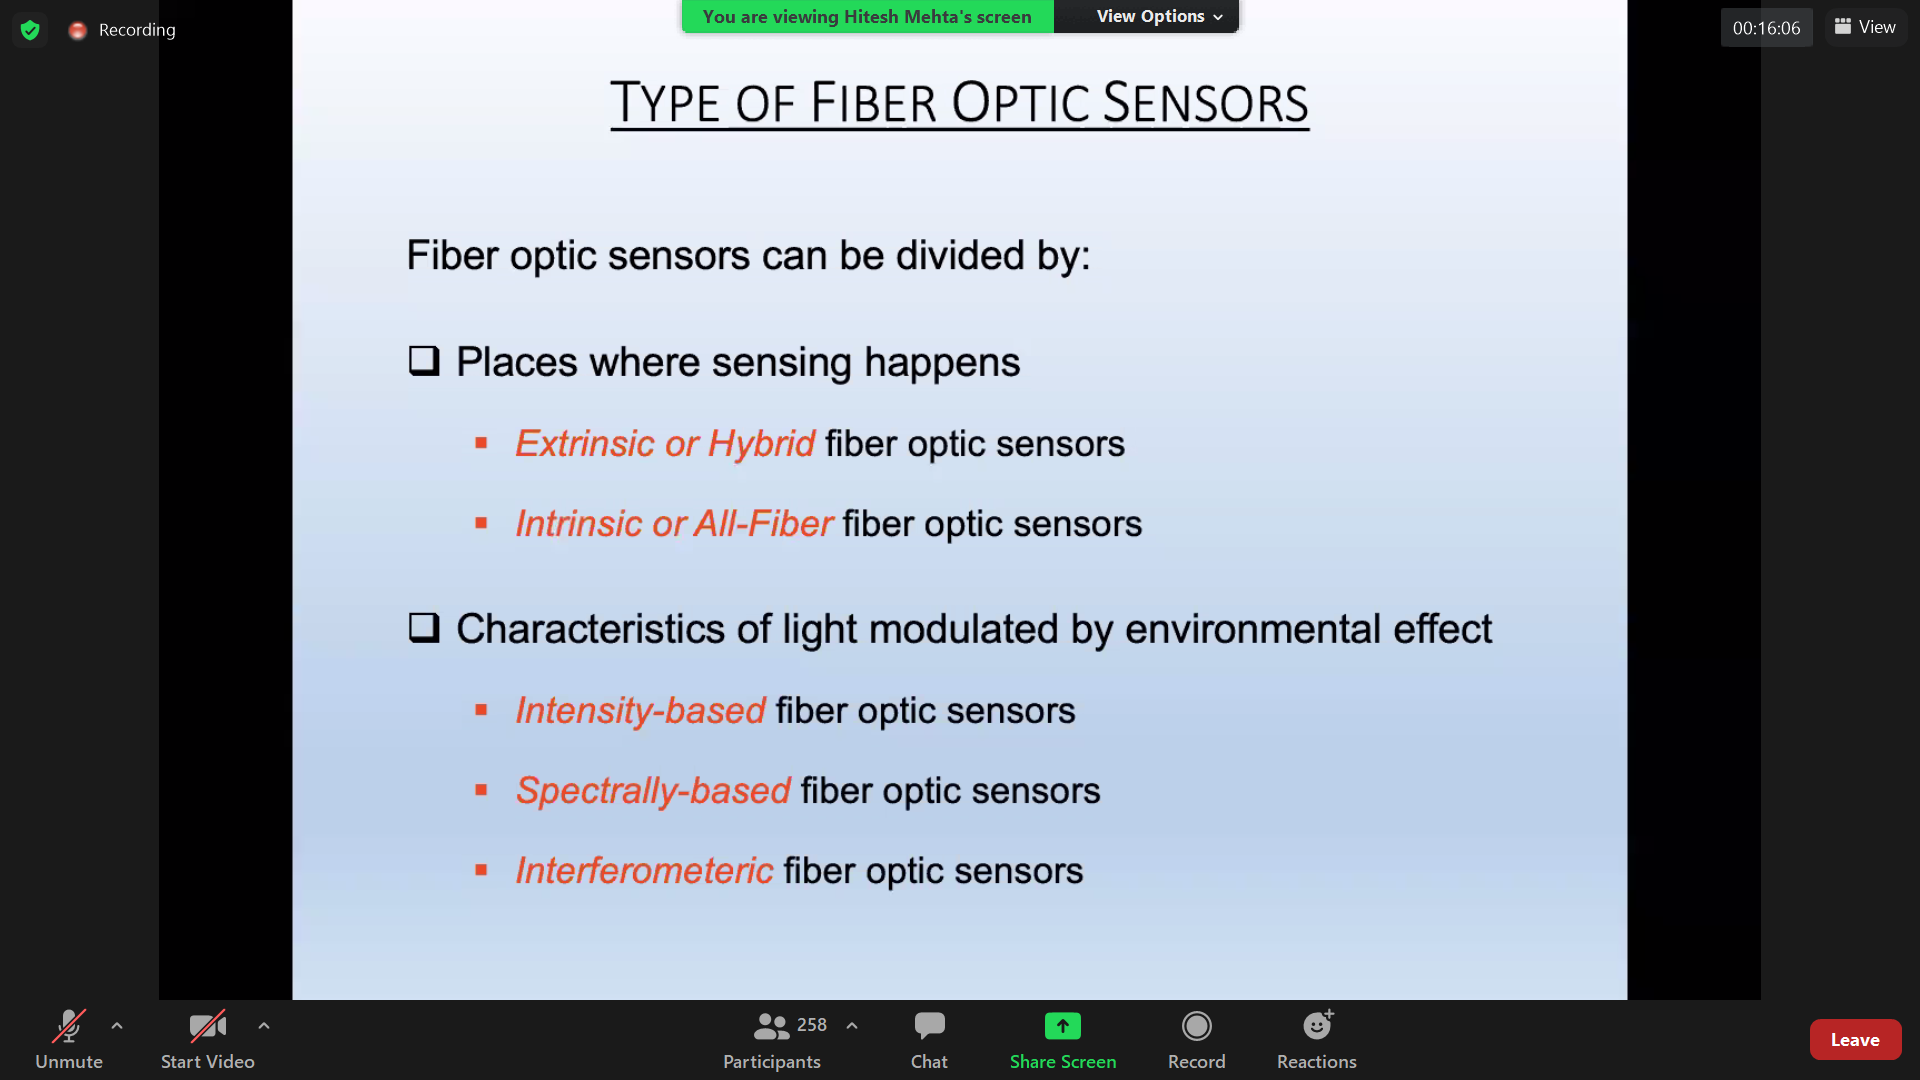 Recording
You are viewing Hitesh Mehta's screen
View Options
00:16:06
View
TYPE OF FIBER OPTIC SENSORS
Fiber optic sensors can be divided by:
Places where sensing happens
Extrinsic or Hybrid fiber optic sensors
Intrinsic or All-Fiber fiber optic sensors
Characteristics of light modulated by environmental effect
Intensity-based fiber optic sensors
Spectrally-based fiber optic sensors
Interferometeric fiber optic sensors
Unmute
Start Video
258
Participants
Chat
Share Screen
Record
Reactions
Leave